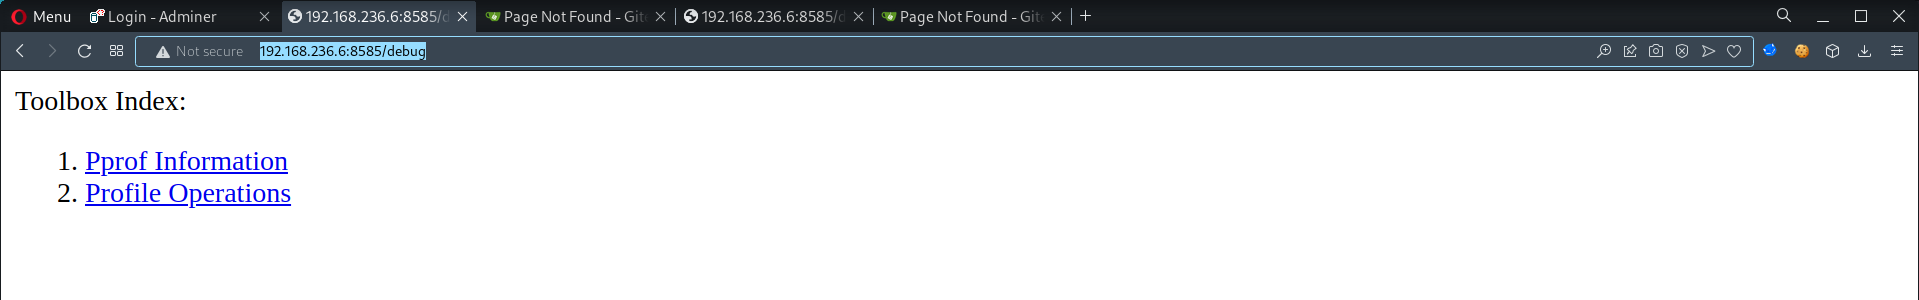 Menu
Login - Adminer
192.168.236.6:8585/d
Page Not Found - Git
192.168.236.6:8585/d
Page Not Found - Git
Not secure 192.168.236.6:8585/debug
Toolbox Index:
1. Pprof Information
2. Profile Operations